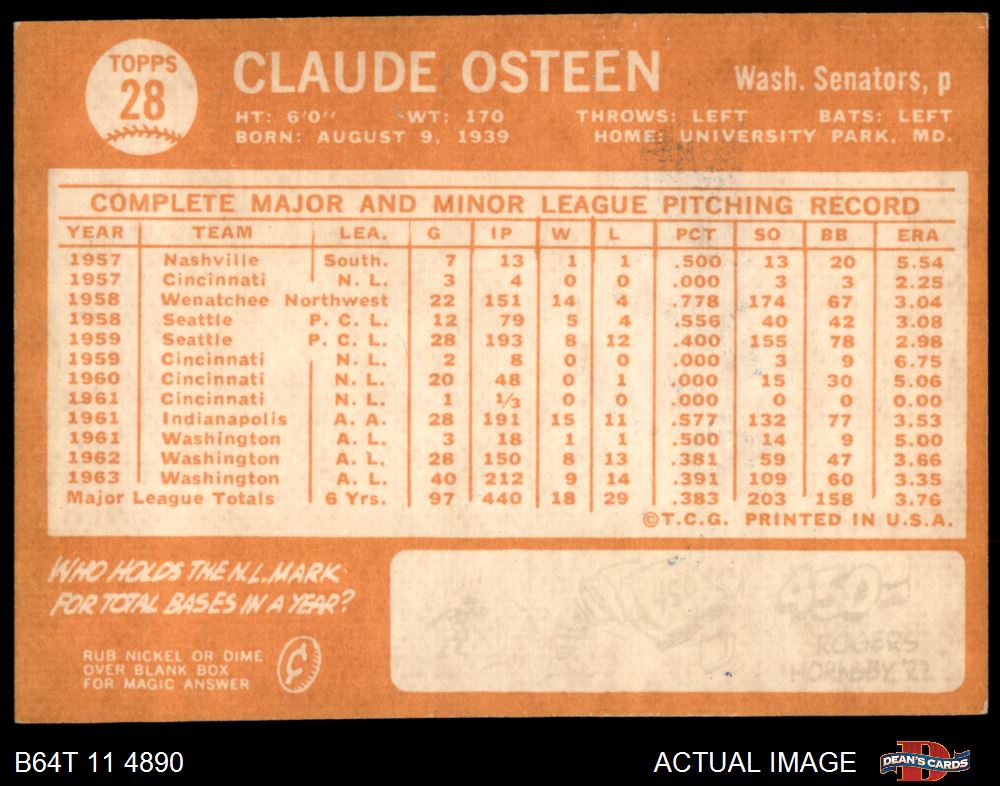 TOPPS
28
CLAUDE OSTEEN
Wash. Senators, p
HT: 6'0" WT: 170 THROWS: LEFT BATS: LEFT
BORN: AUGUST 9, 1939 HOME: UNIVERSITY PARK, MD.
COMPLETE MAJOR AND MINOR LEAGUE PITCHING RECORD
YEAR TEAM LEA. G IP W L PCT SO BB ERA
1957 Nashville South. 7 13 1 1 .500 13 20 5.54
1957 Cincinnati N. L. 3 4 0 0 .000 3 3 2.25
1958 Wenatchee Northwest 22 151 14 4 .778 174 67 3.04
1958 Seattle P. C. L. 12 79 5 4 .556 40 42 3.08
1959 Seattle P. C. L. 28 193 8 12 .400 155 78 2.98
1959 Cincinnati N. L. 2 8 0 0 .000 3 9 6.75
1960 Cincinnati N. L. 20 48 0 1 .000 15 30 5.06
1961 Cincinnati N. L. 1 1/3 0 0 .000 0 0 0.00
1961 Indianapolis A. A. 28 191 15 11 .577 132 77 3.53
1961 Washington A. L. 3 18 1 1 .500 14 9 5.00
1962 Washington A. L. 28 150 8 13 .381 59 47 3.66
1963 Washington A. L. 40 212 9 14 .391 109 60 3.35
Major League Totals 6 Yrs. 97 440 18 29 .383 203 158 3.76
©T.C.G. PRINTED IN U.S.A.
WHO HOLDS THE N.L. MARK
FOR TOTAL BASES IN A YEAR?
RUB NICKEL OR DIME
OVER BLANK BOX
FOR MAGIC ANSWER
¢
450=
ROGERS
HORNSBY '22
B64T 11 4890
ACTUAL IMAGE
D
DEAN'S CARDS